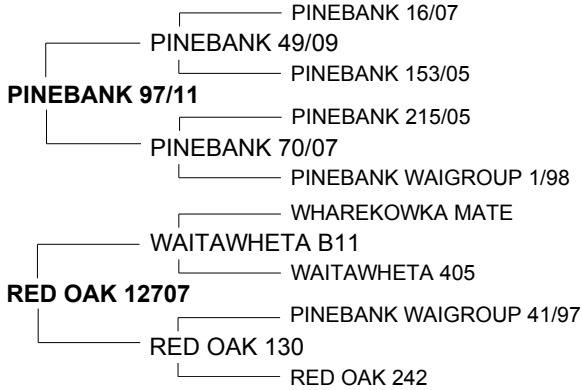 PINEBANK 16/07
PINEBANK 49/09
PINEBANK 153/05
PINEBANK 97/11
PINEBANK 215/05
PINEBANK 70/07
PINEBANK WAIGROUP 1/98
WHAREKOWKA MATE
WAITAWHETA B11
WAITAWHETA 405
RED OAK 12707
PINEBANK WAIGROUP 41/97
RED OAK 130
RED OAK 242